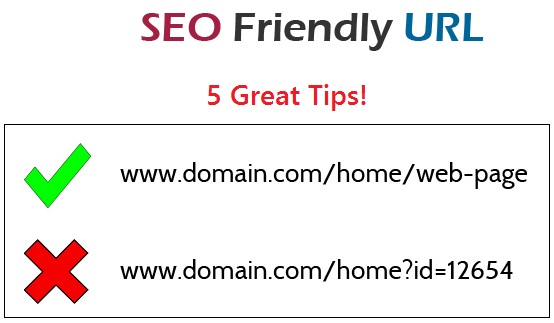 SEO Friendly URL
5 Great Tips!
www.domain.com/home/web-page
www.domain.com/home?id=12654